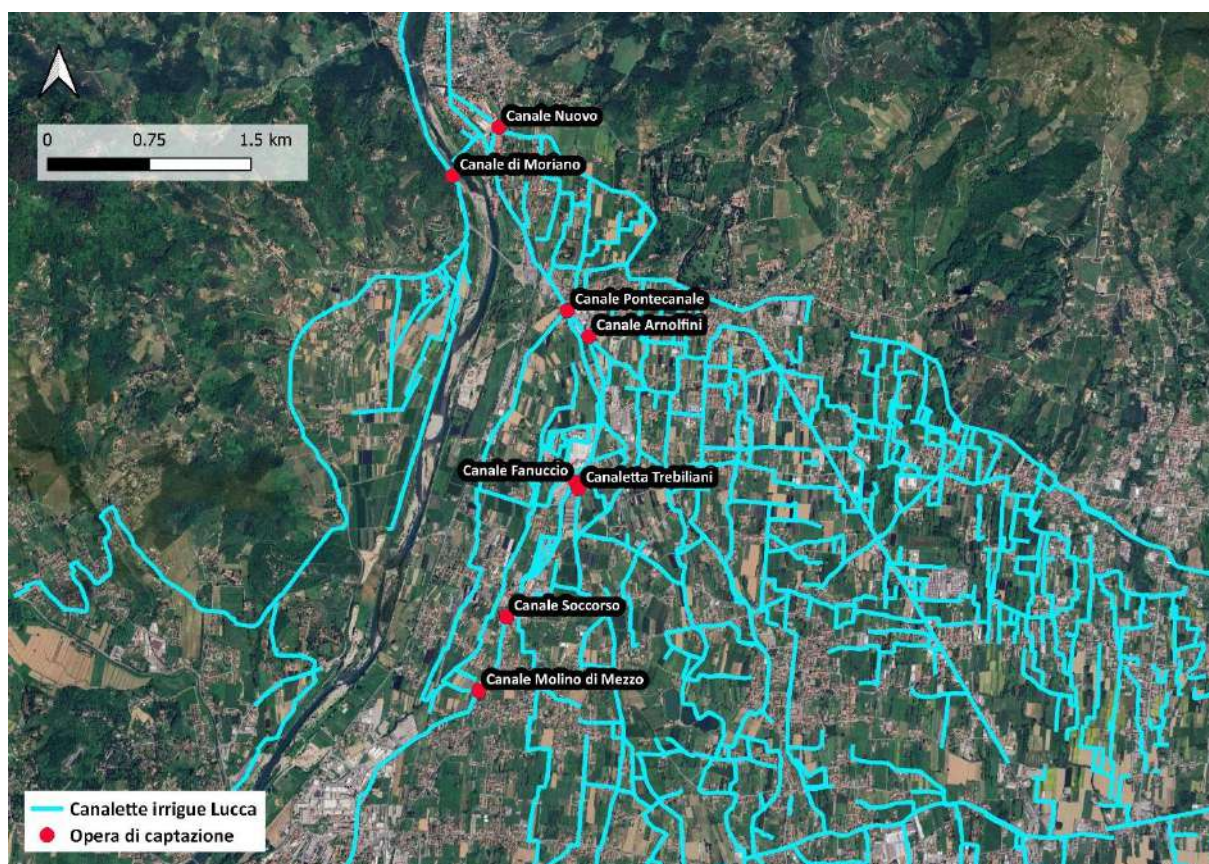 Canale Nuovo
0 0.75 1.5 km
Canale di Moriano
Canale Pontecanale
Canale Arnolfini
Canale Fanuccio
Canaletta Trebiliani
Canale Soccorso
Canale Molino di Mezzo
Canalette irrigue Lucca
Opera di captazione